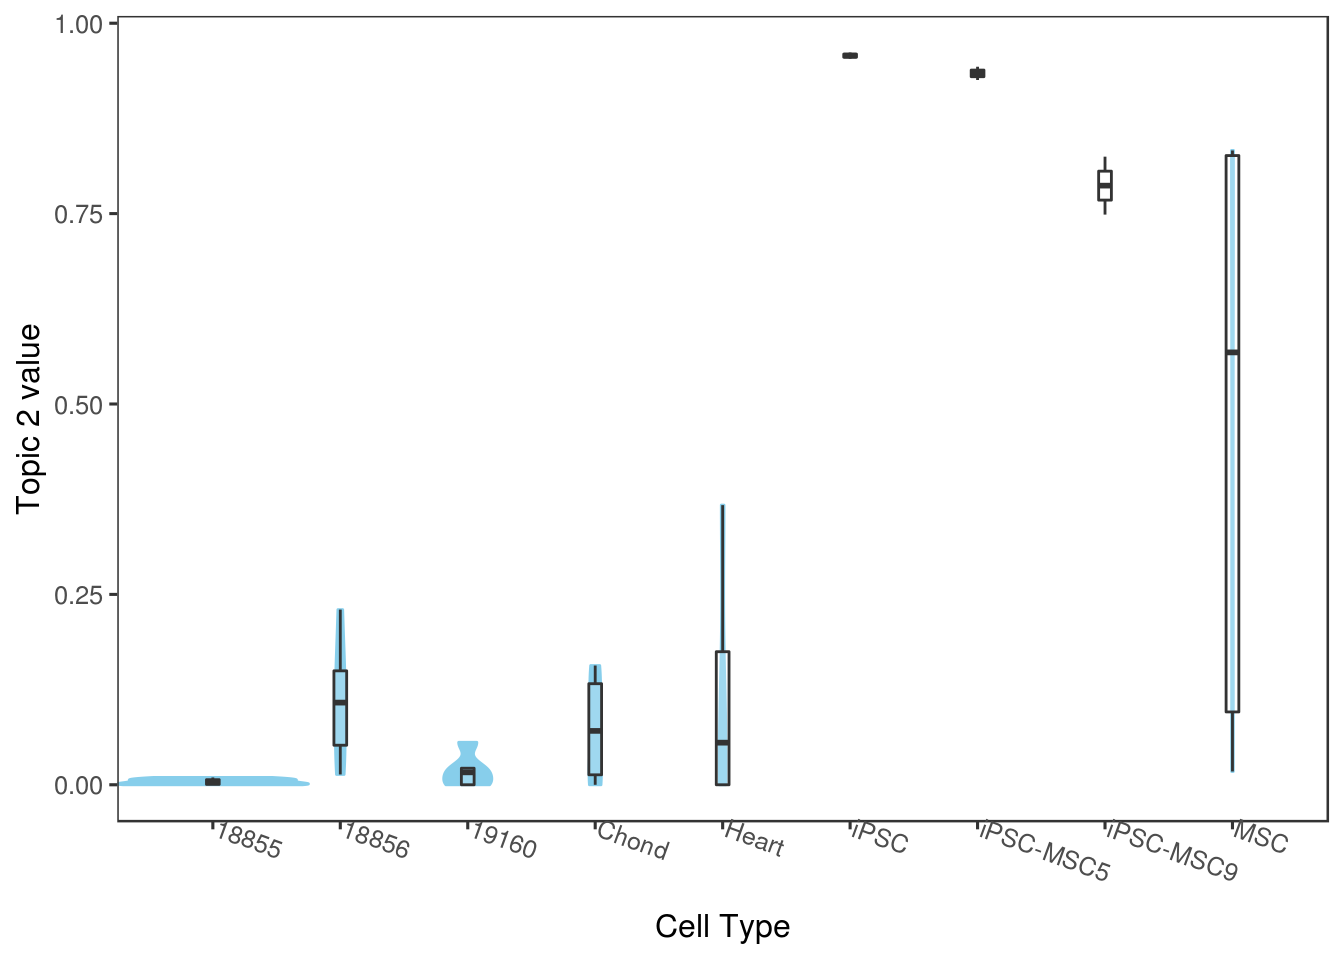 1.00
0.75
0.50
0.25
0.00
Topic 2 value
18855
18856
19160
Chond
Heart
iPSC
iPSC-MSC5
iPSC-MSC9
MSC
Cell Type